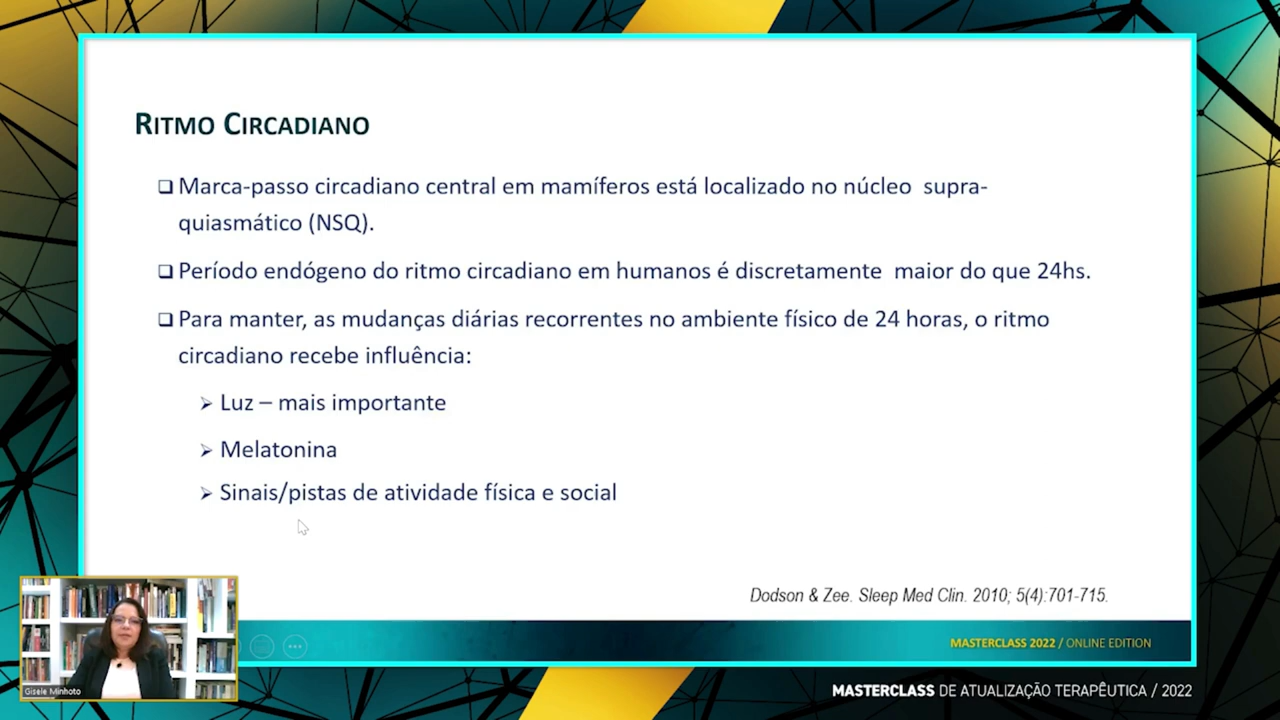 RITMO CIRCADIANO
Marca-passo circadiano central em mamíferos está localizado no núcleo supra-
quiasmático (NSQ).
Período endógeno do ritmo circadiano em humanos é discretamente maior do que 24hs.
Para manter, as mudanças diárias recorrentes no ambiente físico de 24 horas, o ritmo
circadiano recebe influência:
Luz – mais importante
Melatonina
Sinais/pistas de atividade física e social
Dodson & Zee. Sleep Med Clin. 2010; 5(4):701-715.
MASTERCLASS 2022 / ONLINE EDITION
Gisele Minhoto
MASTERCLASS DE ATUALIZAÇÃO TERAPÊUTICA / 2022